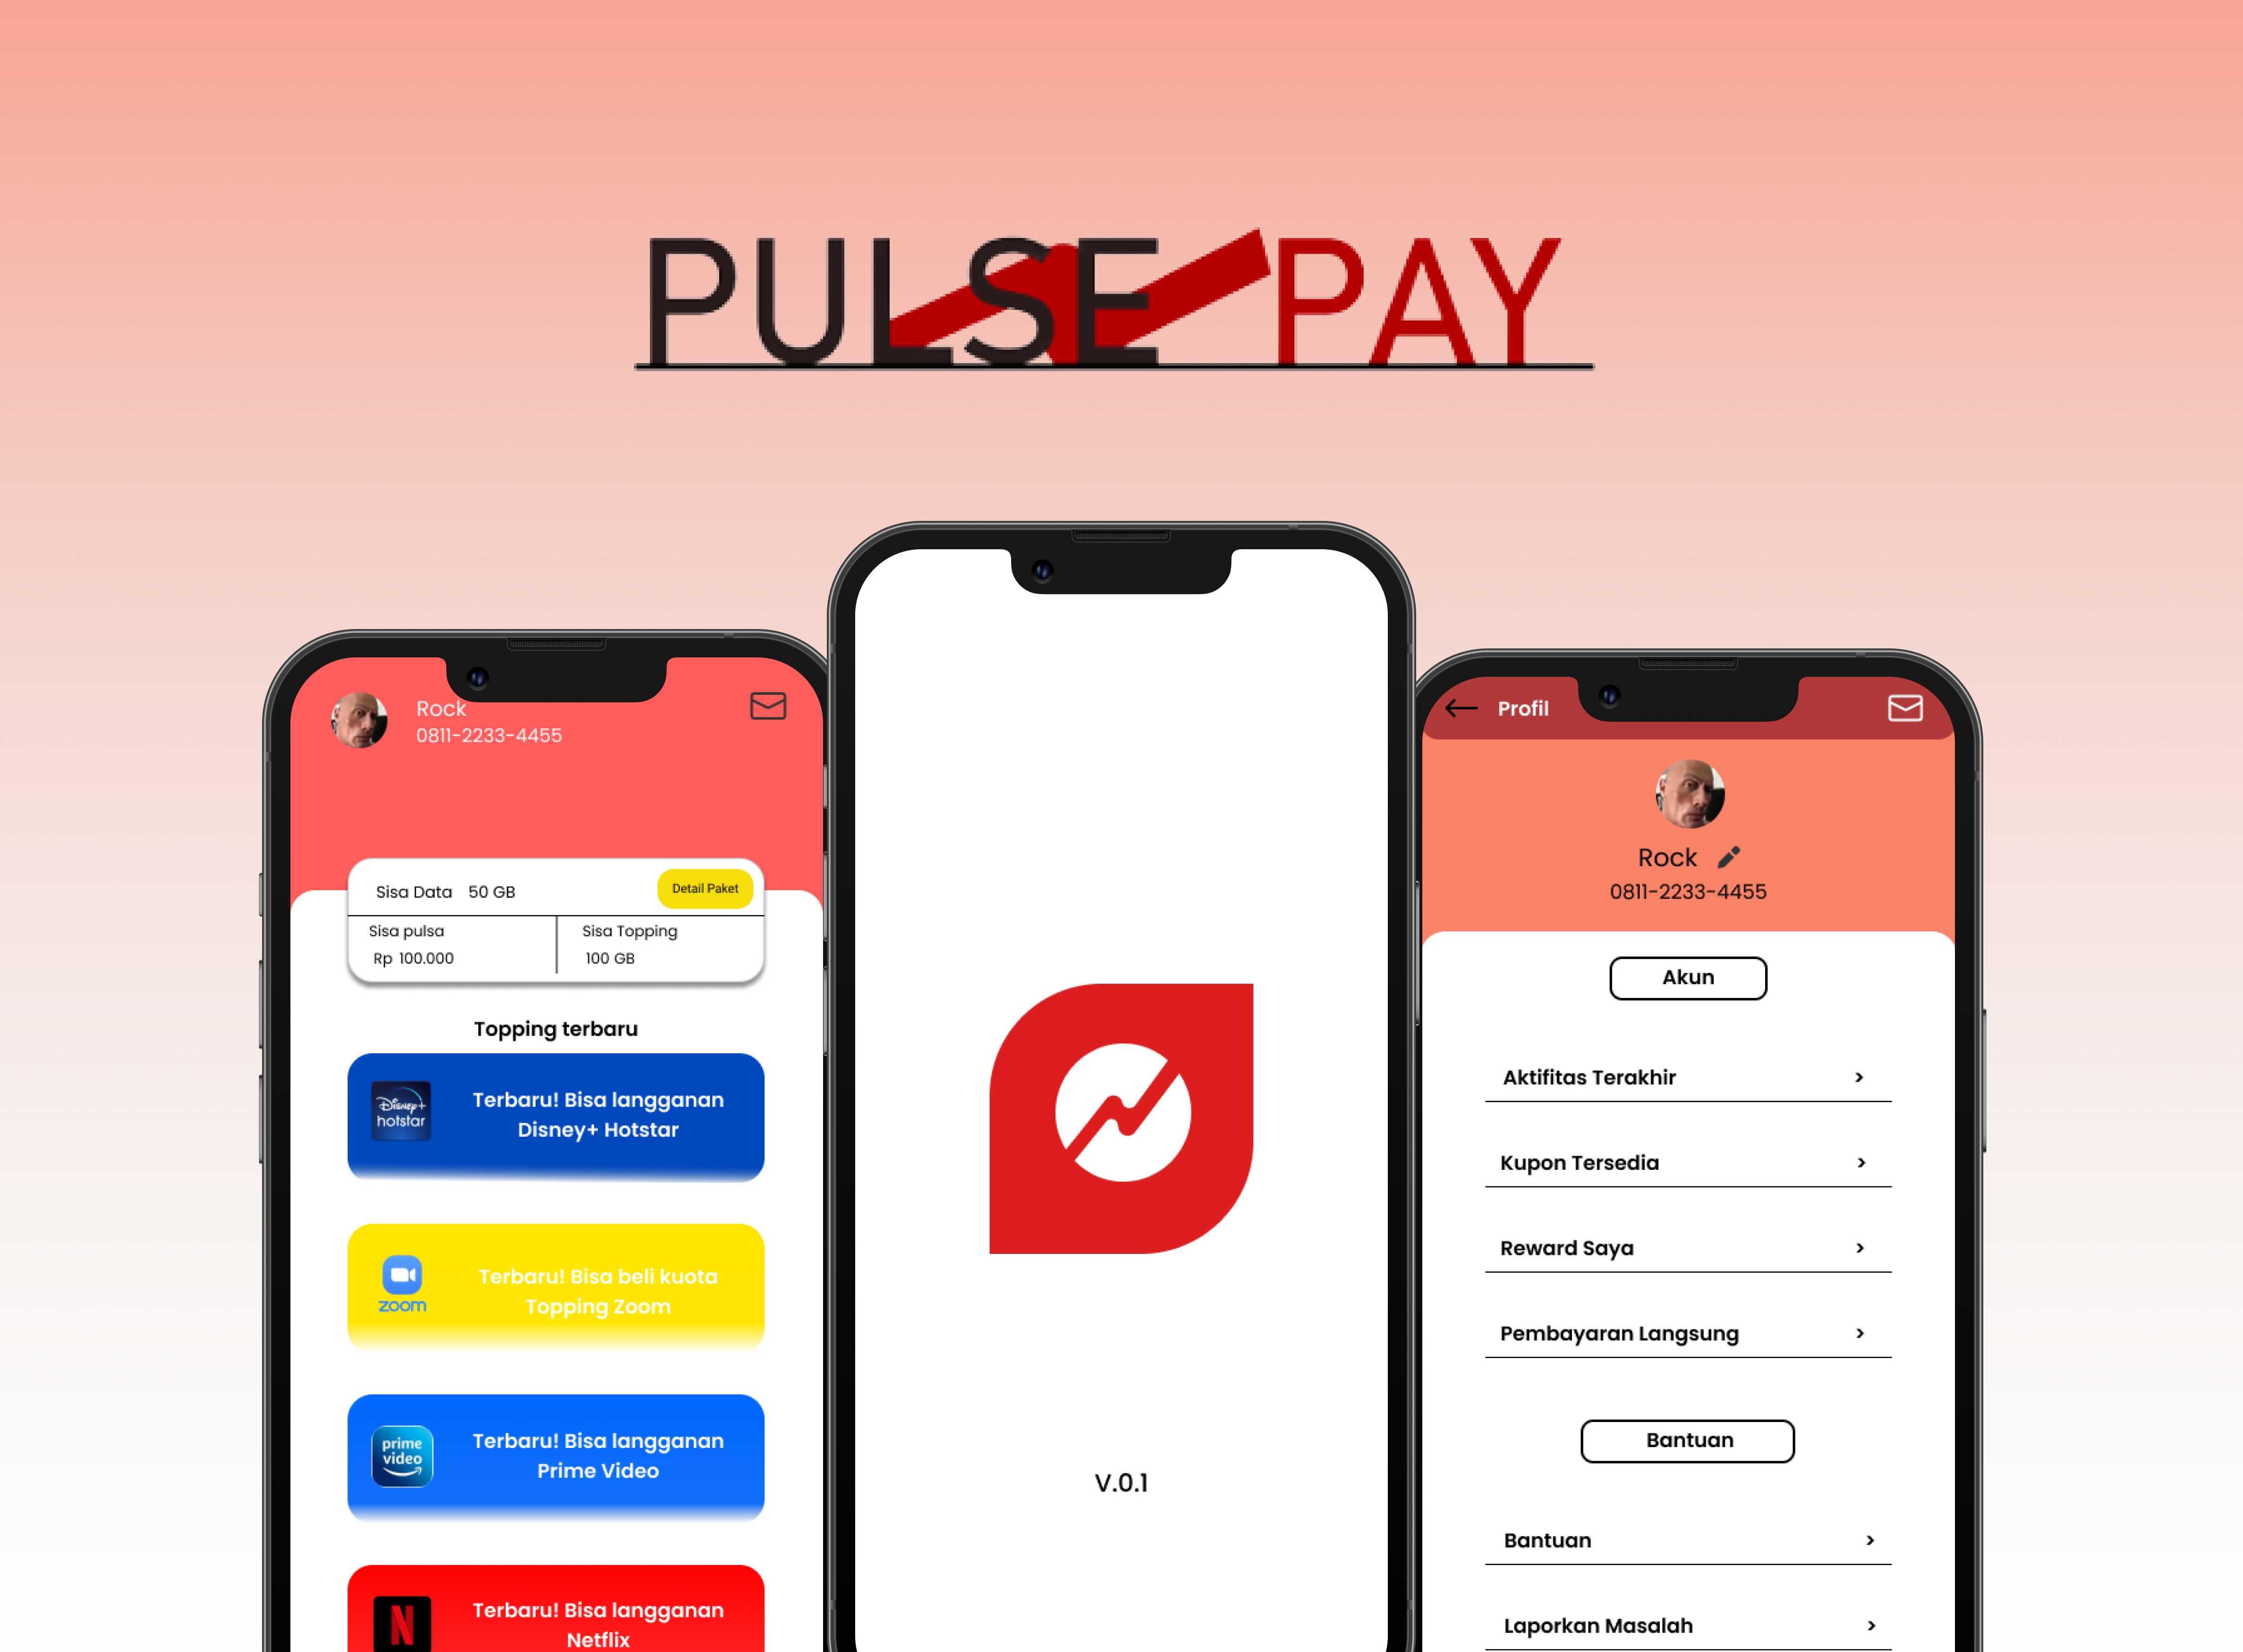 PULSE PAY
Rock
0811-2233-4455
Sisa Data 50 GB
Detail Paket
Sisa pulsa
Rp 100.000
Sisa Topping
100 GB
Topping terbaru
Disney+
hotstar
Terbaru! Bisa langganan
Disney+ Hotstar
zoom
Terbaru! Bisa beli kuota
Topping Zoom
prime
video
Terbaru! Bisa langganan
Prime Video
N
Terbaru! Bisa langganan
Netflix
V.0.1
Profil
Rock
0811-2233-4455
Akun
Aktifitas Terakhir >
Kupon Tersedia >
Reward Saya >
Pembayaran Langsung >
Bantuan
Bantuan >
Laporkan Masalah >